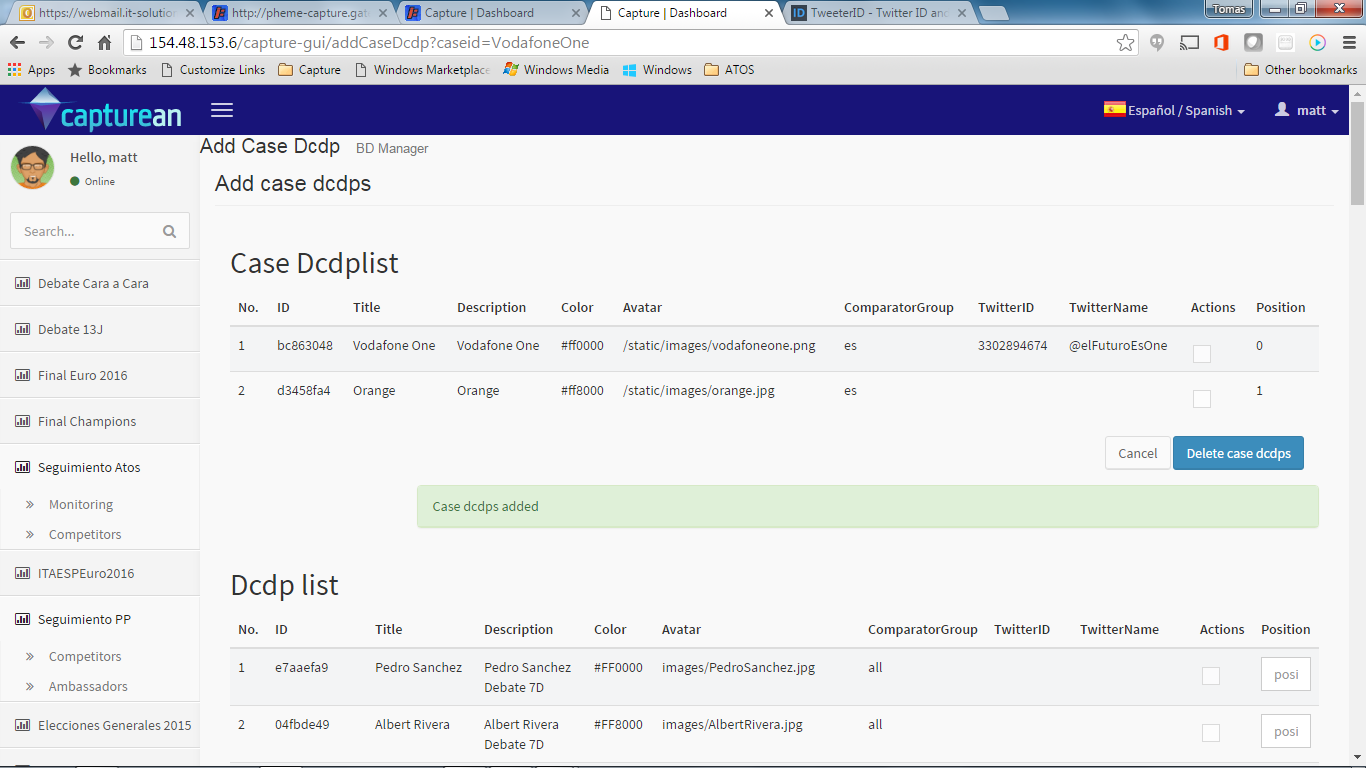 https://webmail.it-solution
http://pheme-capture.gate
Capture | Dashboard
Capture | Dashboard
TweeterID - Twitter ID and
Tomas
154.48.153.6/capture-gui/addCaseDcdp?caseid=VodafoneOne
Apps Bookmarks Customize Links Capture Windows Marketplace Windows Media Windows ATOS Other bookmarks
capturean
Español / Spanish matt
Hello, matt
Online
Search...
Debate Cara a Cara
Debate 13J
Final Euro 2016
Final Champions
Seguimiento Atos
Monitoring
Competitors
ITAESPEuro2016
Seguimiento PP
Competitors
Ambassadors
Elecciones Generales 2015
Add Case Dcdp BD Manager
Add case dcdps
Case Dcdplist
No. ID Title Description Color Avatar ComparatorGroup TwitterID TwitterName Actions Position
1 bc863048 Vodafone One Vodafone One #ff0000 /static/images/vodafoneone.png es 3302894674 @elFuturoEsOne 0
2 d3458fa4 Orange Orange #ff8000 /static/images/orange.jpg es 1
Cancel Delete case dcdps
Case dcdps added
Dcdp list
No. ID Title Description Color Avatar ComparatorGroup TwitterID TwitterName Actions Position
1 e7aaefa9 Pedro Sanchez Pedro Sanchez #FF0000 images/PedroSanchez.jpg all posi
Debate 7D
2 04fbde49 Albert Rivera Albert Rivera #FF8000 images/AlbertRivera.jpg all posi
Debate 7D